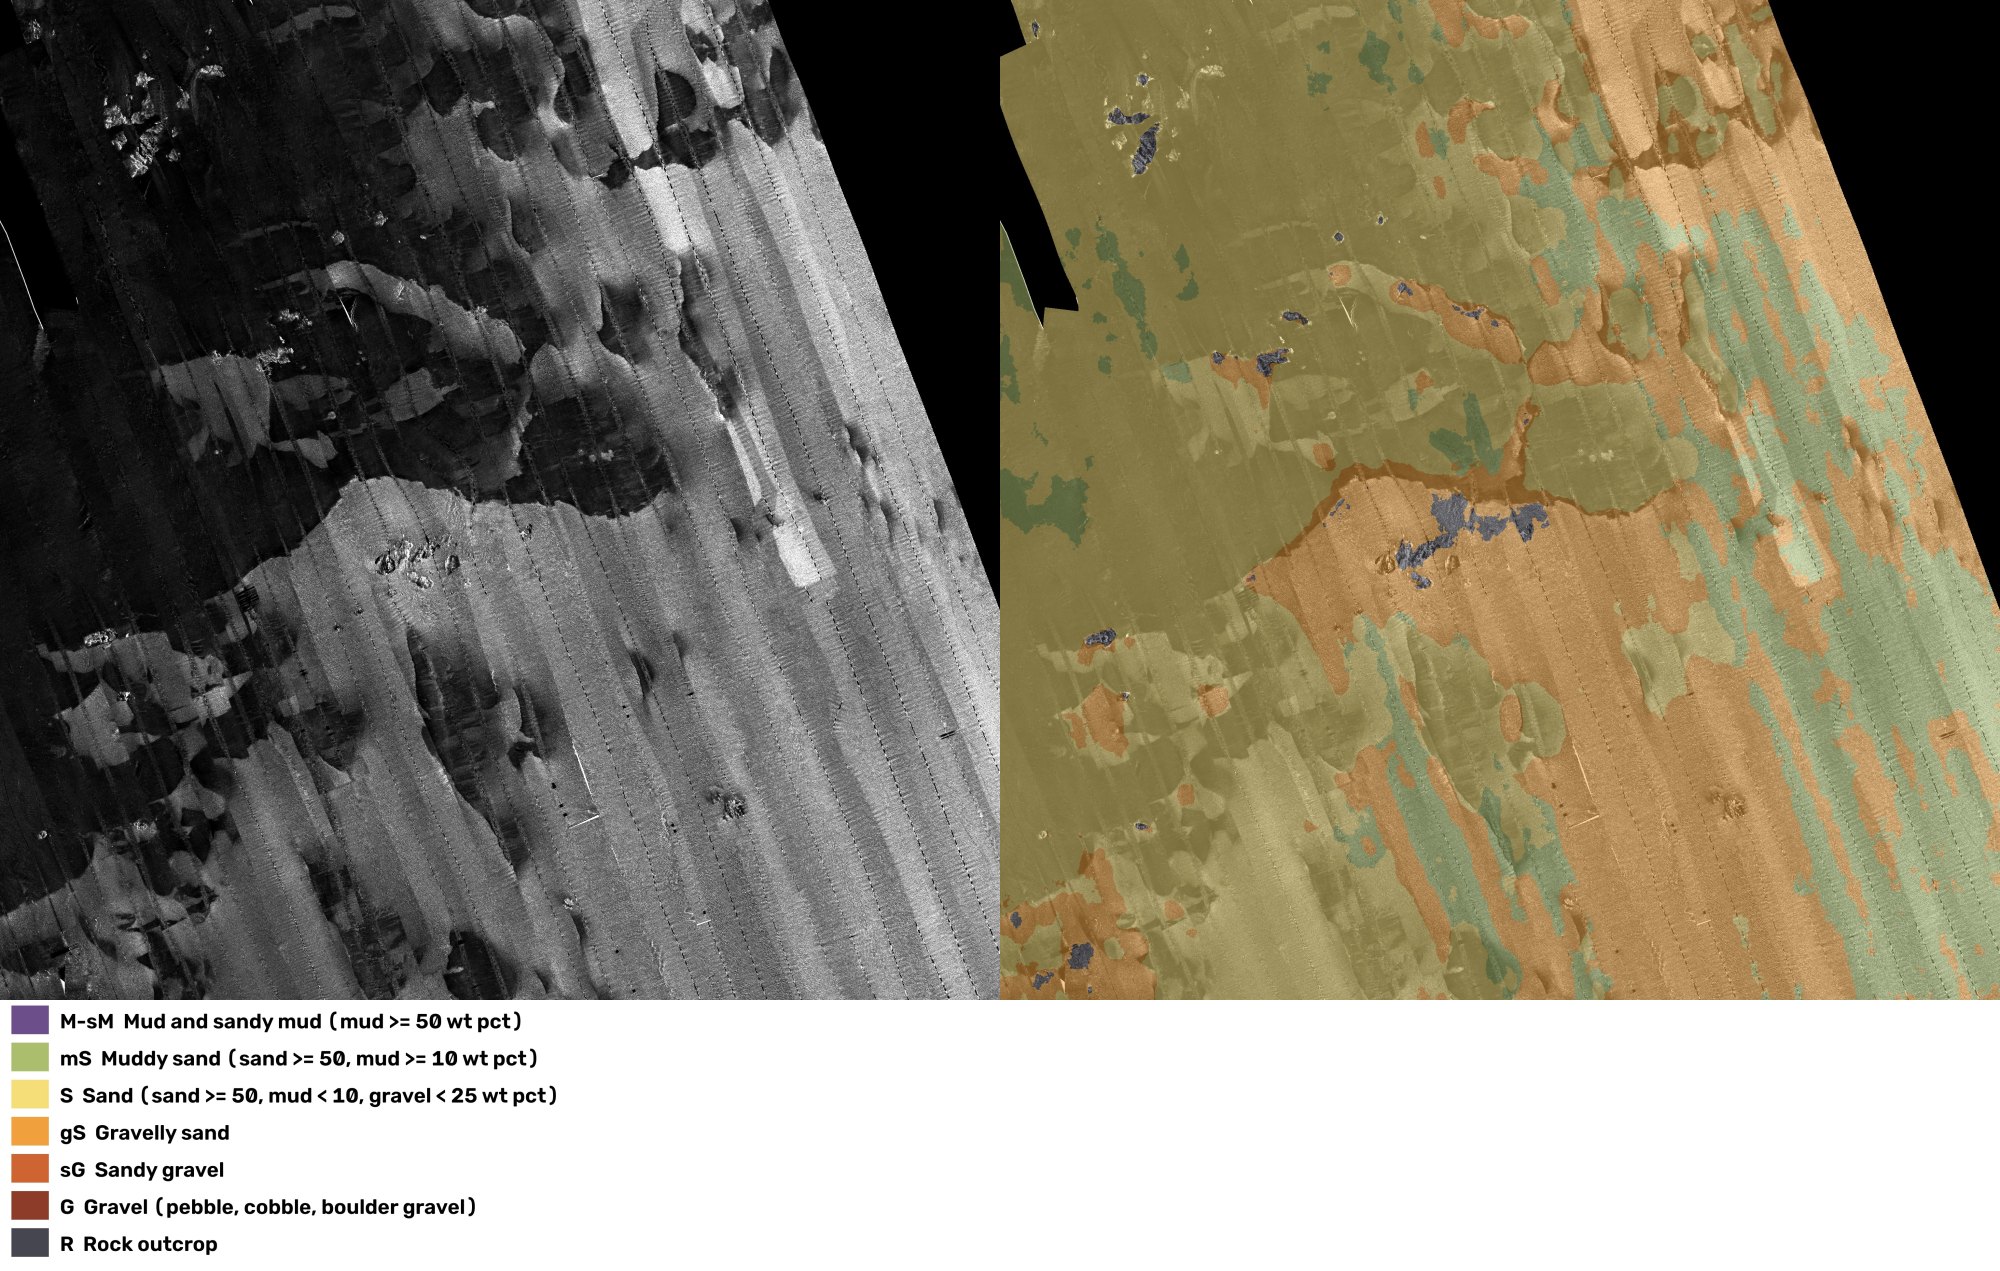 M-sM Mud and sandy mud (mud >= 50 wt pct)
mS Muddy sand (sand >= 50, mud >= 10 wt pct)
S Sand (sand >= 50, mud < 10, gravel < 25 wt pct)
gS Gravelly sand
sG Sandy gravel
G Gravel (pebble, cobble, boulder gravel)
R Rock outcrop